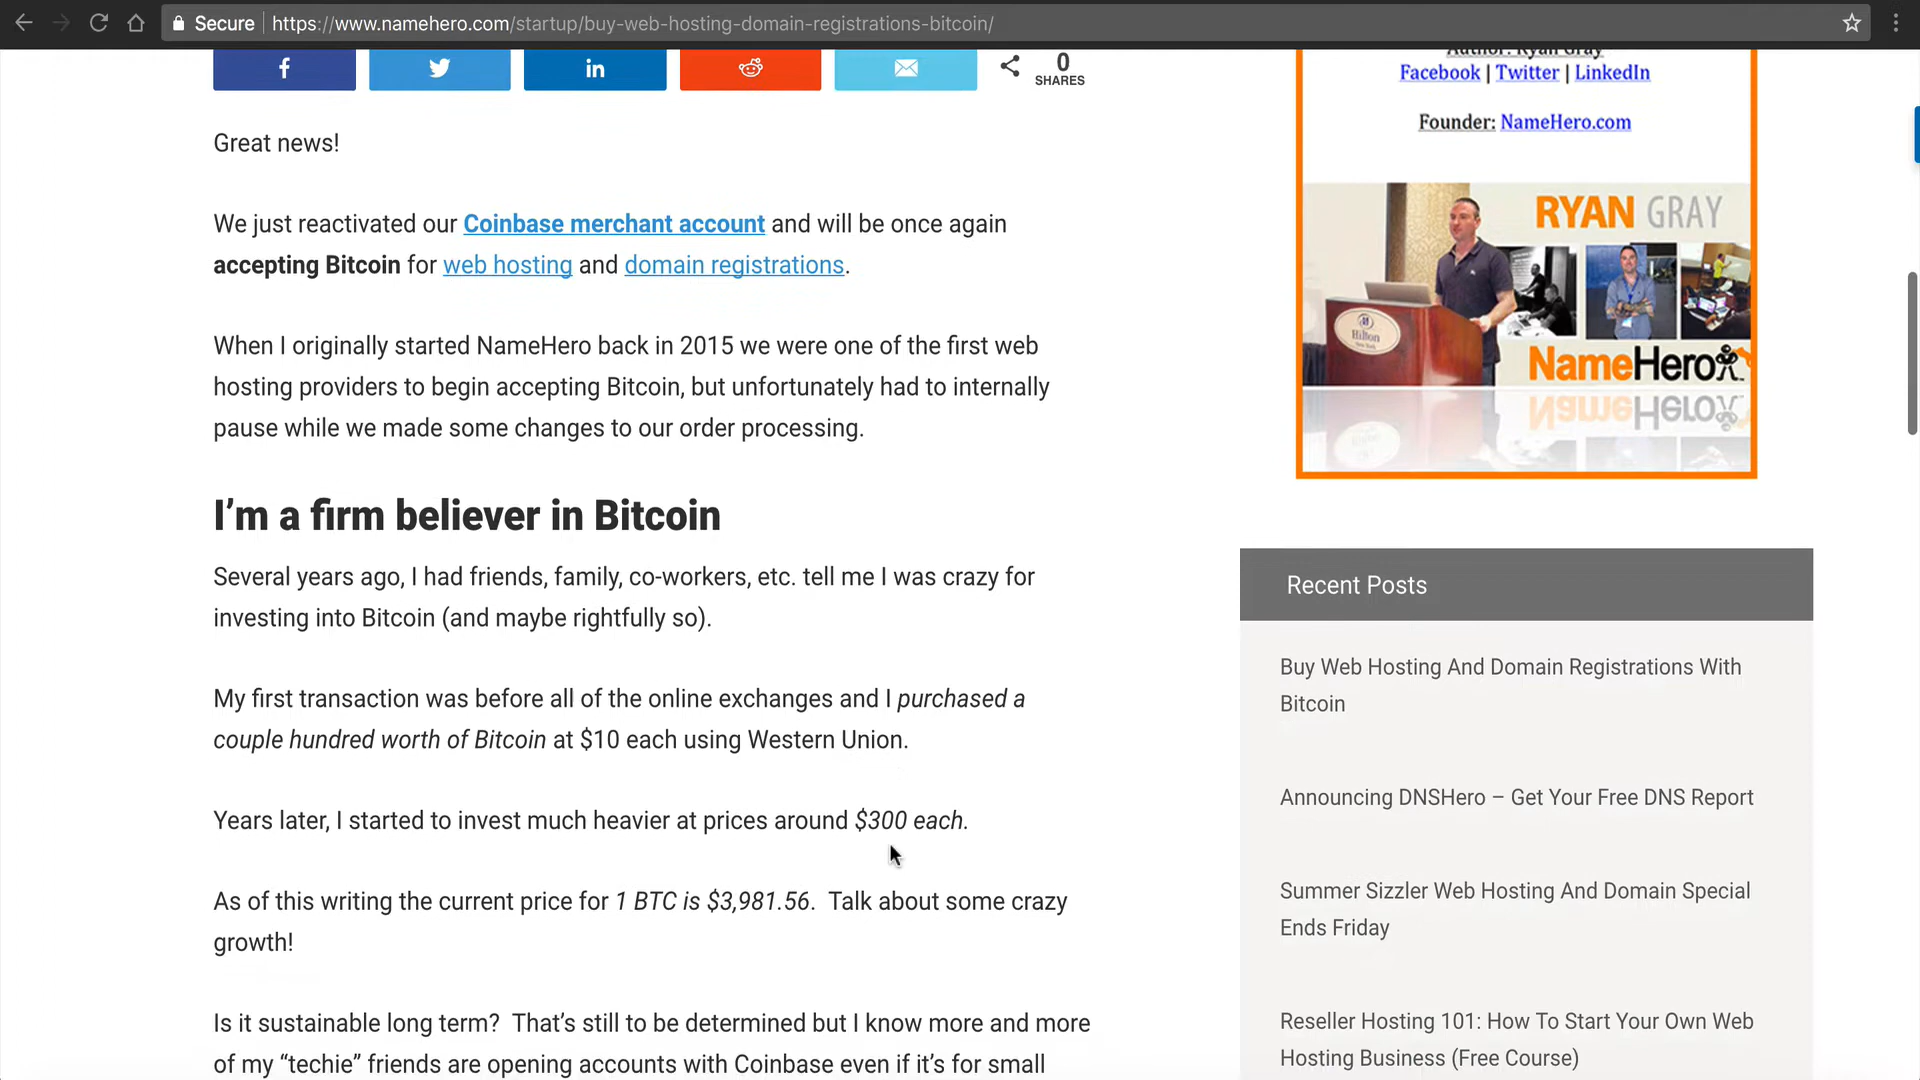 Secure https://www.namehero.com/startup/buy-web-hosting-domain-registrations-bitcoin/
0
SHARES
Great news!
We just reactivated our Coinbase merchant account and will be once again
accepting Bitcoin for web hosting and domain registrations.
When I originally started NameHero back in 2015 we were one of the first web
hosting providers to begin accepting Bitcoin, but unfortunately had to internally
pause while we made some changes to our order processing.
I’m a firm believer in Bitcoin
Several years ago, I had friends, family, co-workers, etc. tell me I was crazy for
investing into Bitcoin (and maybe rightfully so).
My first transaction was before all of the online exchanges and I purchased a
couple hundred worth of Bitcoin at $10 each using Western Union.
Years later, I started to invest much heavier at prices around $300 each.
As of this writing the current price for 1 BTC is $3,981.56.  Talk about some crazy
growth!
Is it sustainable long term?  That’s still to be determined but I know more and more
of my “techie” friends are opening accounts with Coinbase even if it’s for small
Author: Ryan Gray
Facebook | Twitter | LinkedIn
Founder: NameHero.com
RYAN GRAY
Hilton
NameHero
Recent Posts
Buy Web Hosting And Domain Registrations With
Bitcoin
Announcing DNSHero – Get Your Free DNS Report
Summer Sizzler Web Hosting And Domain Special
Ends Friday
Reseller Hosting 101: How To Start Your Own Web
Hosting Business (Free Course)